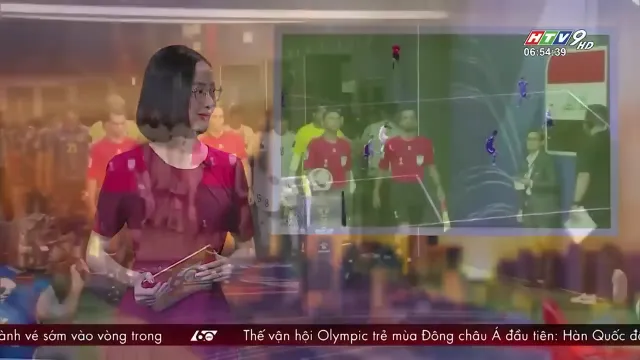 HTV9 HD
06:54:39
ành vé sớm vào vòng trong
Thế vận hội Olympic trẻ mùa Đông châu Á đầu tiên: Hàn Quốc đ